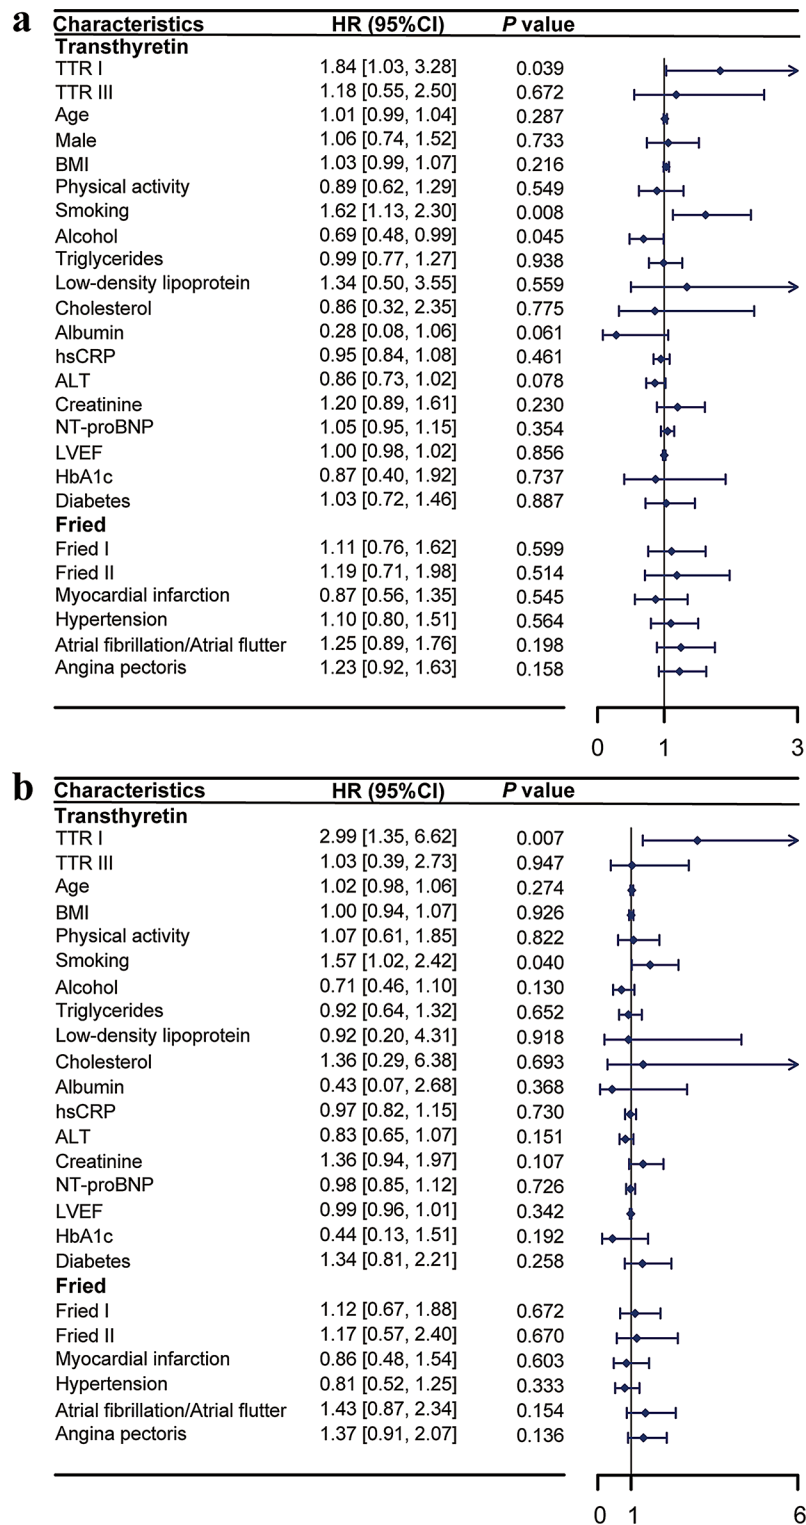 a
Characteristics HR (95%CI) P value
Transthyretin
TTR I 1.84 [1.03, 3.28] 0.039
TTR III 1.18 [0.55, 2.50] 0.672
Age 1.01 [0.99, 1.04] 0.287
Male 1.06 [0.74, 1.52] 0.733
BMI 1.03 [0.99, 1.07] 0.216
Physical activity 0.89 [0.62, 1.29] 0.549
Smoking 1.62 [1.13, 2.30] 0.008
Alcohol 0.69 [0.48, 0.99] 0.045
Triglycerides 0.99 [0.77, 1.27] 0.938
Low-density lipoprotein 1.34 [0.50, 3.55] 0.559
Cholesterol 0.86 [0.32, 2.35] 0.775
Albumin 0.28 [0.08, 1.06] 0.061
hsCRP 0.95 [0.84, 1.08] 0.461
ALT 0.86 [0.73, 1.02] 0.078
Creatinine 1.20 [0.89, 1.61] 0.230
NT-proBNP 1.05 [0.95, 1.15] 0.354
LVEF 1.00 [0.98, 1.02] 0.856
HbA1c 0.87 [0.40, 1.92] 0.737
Diabetes 1.03 [0.72, 1.46] 0.887
Fried
Fried I 1.11 [0.76, 1.62] 0.599
Fried II 1.19 [0.71, 1.98] 0.514
Myocardial infarction 0.87 [0.56, 1.35] 0.545
Hypertension 1.10 [0.80, 1.51] 0.564
Atrial fibrillation/Atrial flutter 1.25 [0.89, 1.76] 0.198
Angina pectoris 1.23 [0.92, 1.63] 0.158
0 1 3
b
Characteristics HR (95%CI) P value
Transthyretin
TTR I 2.99 [1.35, 6.62] 0.007
TTR III 1.03 [0.39, 2.73] 0.947
Age 1.02 [0.98, 1.06] 0.274
BMI 1.00 [0.94, 1.07] 0.926
Physical activity 1.07 [0.61, 1.85] 0.822
Smoking 1.57 [1.02, 2.42] 0.040
Alcohol 0.71 [0.46, 1.10] 0.130
Triglycerides 0.92 [0.64, 1.32] 0.652
Low-density lipoprotein 0.92 [0.20, 4.31] 0.918
Cholesterol 1.36 [0.29, 6.38] 0.693
Albumin 0.43 [0.07, 2.68] 0.368
hsCRP 0.97 [0.82, 1.15] 0.730
ALT 0.83 [0.65, 1.07] 0.151
Creatinine 1.36 [0.94, 1.97] 0.107
NT-proBNP 0.98 [0.85, 1.12] 0.726
LVEF 0.99 [0.96, 1.01] 0.342
HbA1c 0.44 [0.13, 1.51] 0.192
Diabetes 1.34 [0.81, 2.21] 0.258
Fried
Fried I 1.12 [0.67, 1.88] 0.672
Fried II 1.17 [0.57, 2.40] 0.670
Myocardial infarction 0.86 [0.48, 1.54] 0.603
Hypertension 0.81 [0.52, 1.25] 0.333
Atrial fibrillation/Atrial flutter 1.43 [0.87, 2.34] 0.154
Angina pectoris 1.37 [0.91, 2.07] 0.136
0 1 6